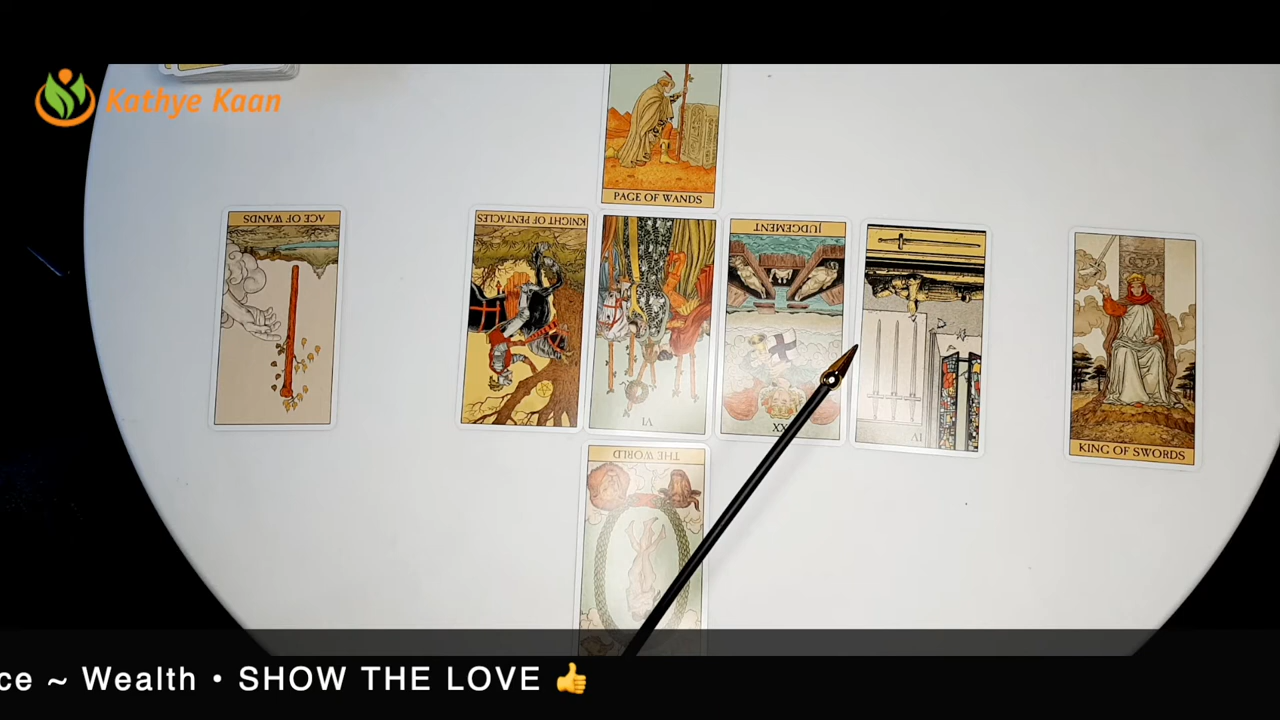 Kathye Kaan
PAGE OF WANDS
ACE OF WANDS
KNIGHT OF PENTACLES
JUDGEMENT
VI
XX
IV
KING OF SWORDS
THE WORLD
ce ~ Wealth • SHOW THE LOVE 👍